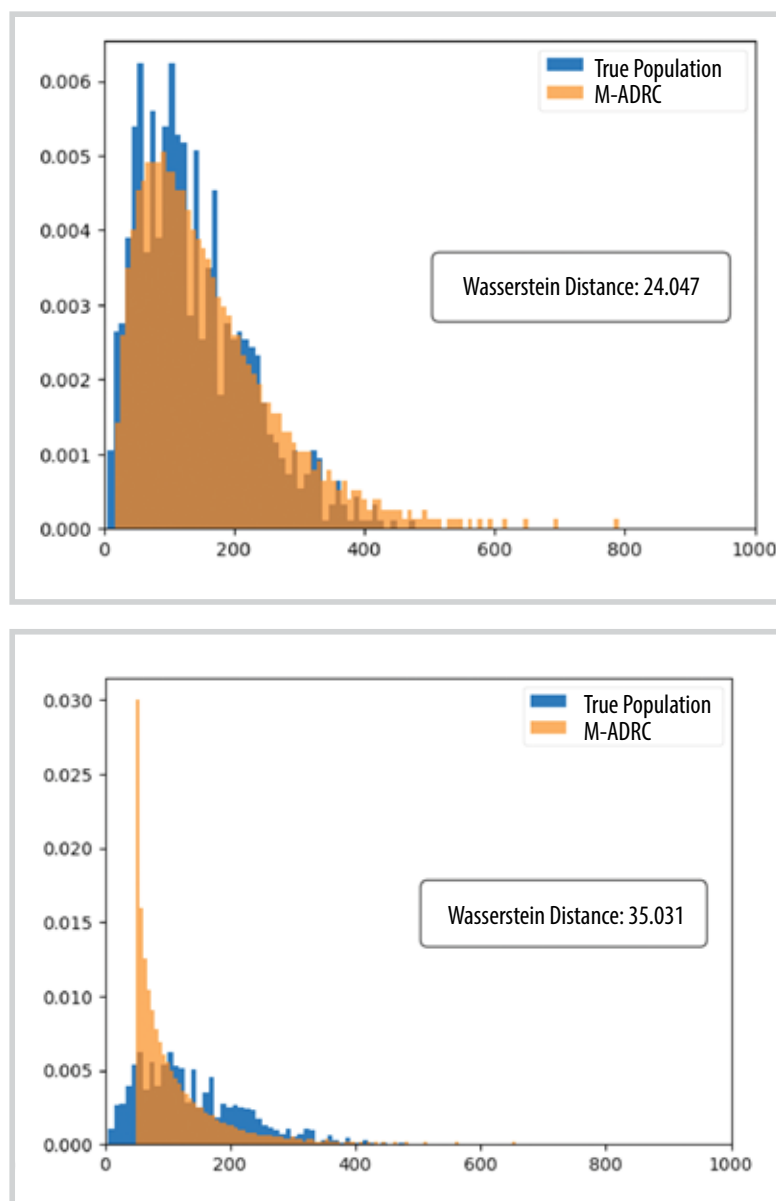 True Population
M-ADRC
0.006
0.005
0.004
0.003
0.002
0.001
0.000
Wasserstein Distance: 24.047
0 200 400 600 800 1000
True Population
M-ADRC
0.030
0.025
0.020
0.015
0.010
0.005
0.000
Wasserstein Distance: 35.031
0 200 400 600 800 1000